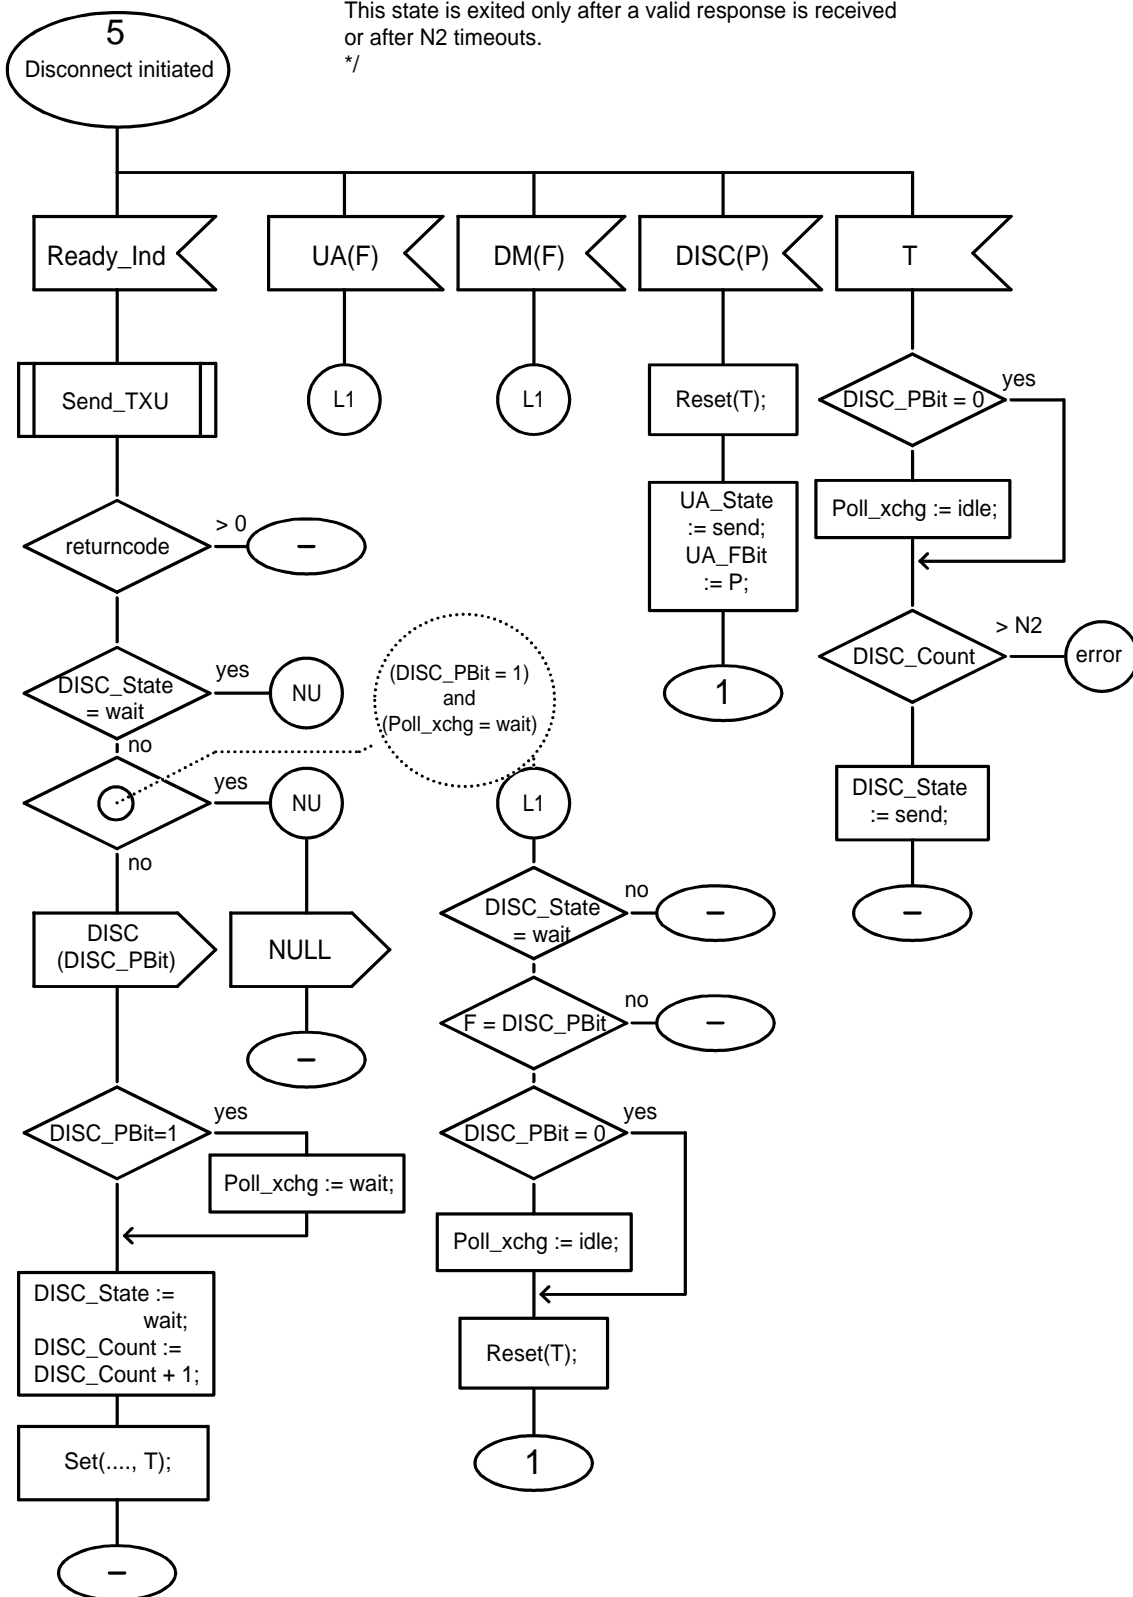 This state is exited only after a valid response is received
or after N2 timeouts.
*/
5
Disconnect initiated
Ready_Ind
UA(F)
DM(F)
DISC(P)
T
Send_TXU
L1
L1
Reset(T);
DISC_PBit = 0
yes
UA_State
:= send;
UA_FBit
:= P;
Poll_xchg := idle;
returncode
> 0
–
DISC_State
= wait
yes
NU
no
(DISC_PBit = 1)
and
(Poll_xchg = wait)
1
DISC_Count
> N2
error
yes
NU
no
L1
DISC_State
:= send;
–
DISC
(DISC_PBit)
NULL
–
DISC_State
= wait
no
–
F = DISC_PBit
no
–
DISC_PBit=1
yes
Poll_xchg := wait;
DISC_PBit = 0
yes
Poll_xchg := idle;
DISC_State :=
wait;
DISC_Count :=
DISC_Count + 1;
Reset(T);
Set(...., T);
1
–